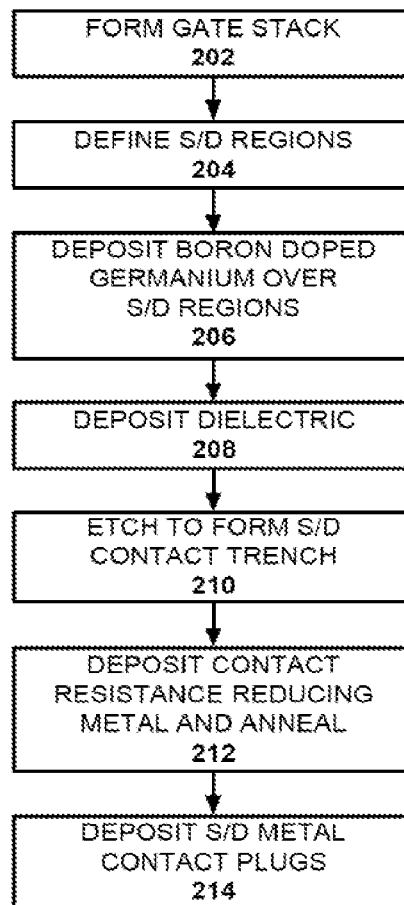 FORM GATE STACK
202
DEFINE S/D REGIONS
204
DEPOSIT BORON DOPED
GERMANIUM OVER
S/D REGIONS
206
DEPOSIT DIELECTRIC
208
ETCH TO FORM S/D
CONTACT TRENCH
210
DEPOSIT CONTACT
RESISTANCE REDUCING
METAL AND ANNEAL
212
DEPOSIT S/D METAL
CONTACT PLUGS
214